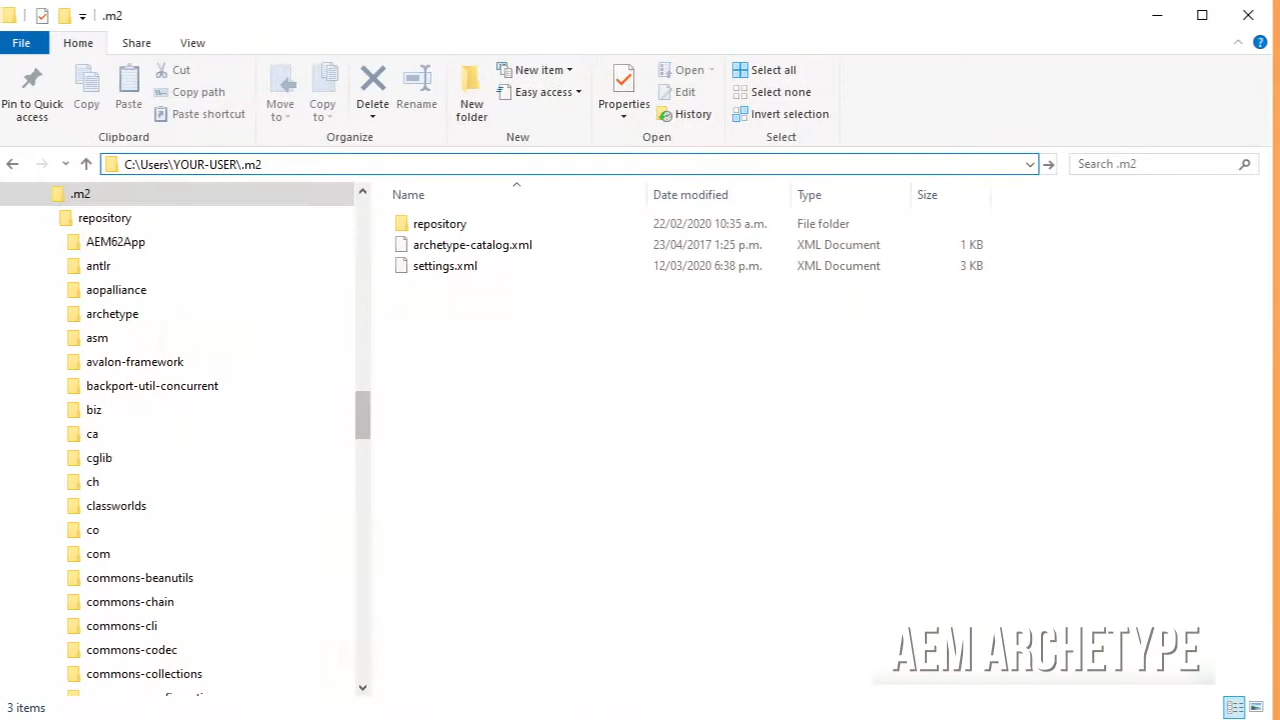 .m2
File Home Share View
Pin to Quick access
Copy
Paste
Cut
Copy path
Paste shortcut
Clipboard
Move to
Copy to
Delete
Rename
Organize
New folder
New item
Easy access
New
Properties
Open
Edit
History
Open
Select all
Select none
Invert selection
Select
C:\Users\YOUR-USER\.m2
Search .m2
.m2
repository
AEM62App
antlr
aopalliance
archetype
asm
avalon-framework
backport-util-concurrent
biz
ca
cglib
ch
classworlds
co
com
commons-beanutils
commons-chain
commons-cli
commons-codec
commons-collections
Name Date modified Type Size
repository 22/02/2020 10:35 a.m. File folder
archetype-catalog.xml 23/04/2017 1:25 p.m. XML Document 1 KB
settings.xml 12/03/2020 6:38 p.m. XML Document 3 KB
AEM ARCHETYPE
3 items